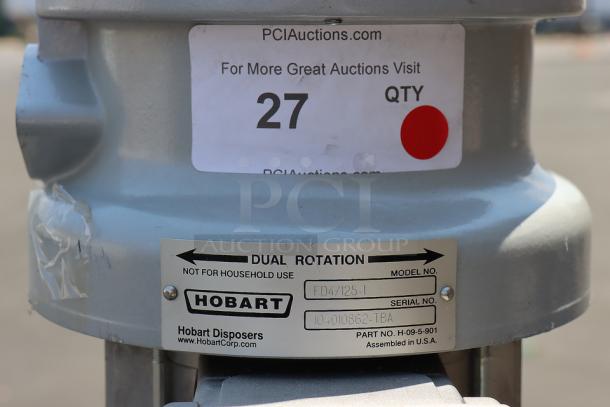 PCIAuctions.com
For More Great Auctions Visit
27
QTY
PCIAuctions.com
PCI
AUCTION GROUP
DUAL ROTATION
NOT FOR HOUSEHOLD USE
MODEL NO.
FD4/125-1
HOBART
SERIAL NO.
Hobart Disposers
www.HobartCorp.com
PART NO. H-09-5-901
Assembled in U.S.A.